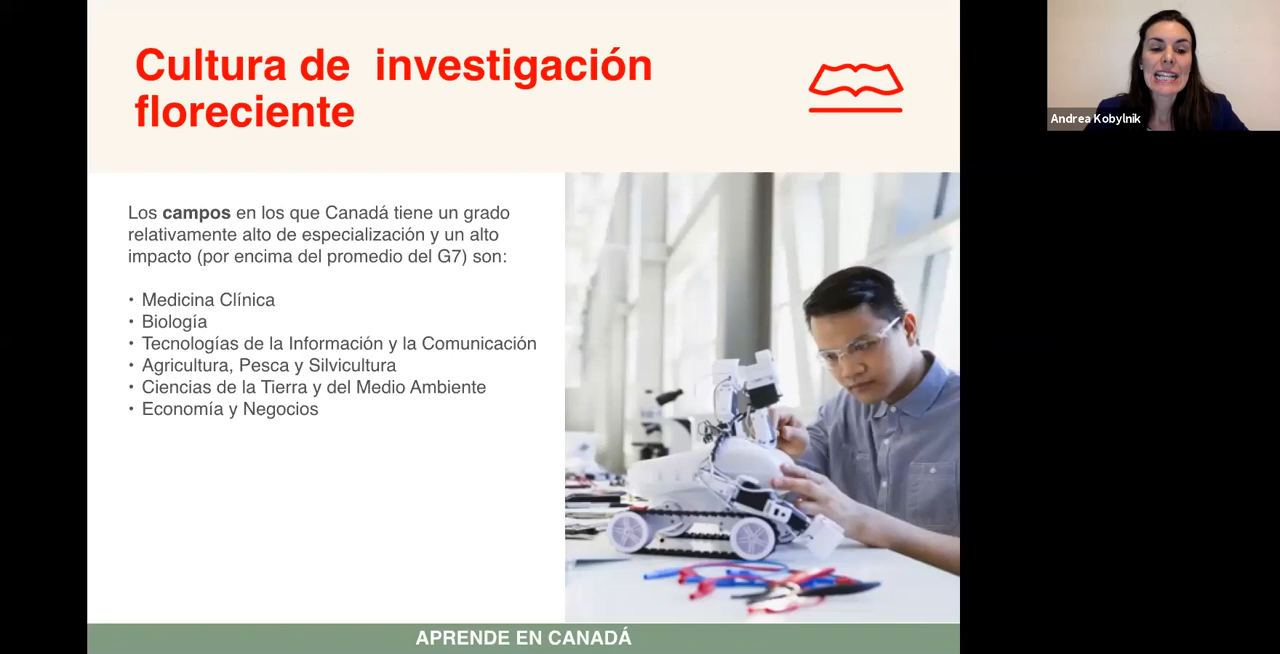 Cultura de  investigación
floreciente
Andrea Kobylnik
Los campos en los que Canadá tiene un grado
relativamente alto de especialización y un alto
impacto (por encima del promedio del G7) son:
• Medicina Clínica
• Biología
• Tecnologías de la Información y la Comunicación
• Agricultura, Pesca y Silvicultura
• Ciencias de la Tierra y del Medio Ambiente
• Economía y Negocios
APRENDE EN CANADÁ